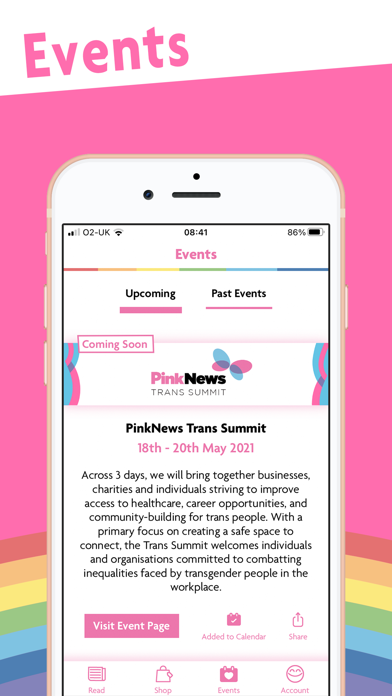 Events
O2-UK 08:41 86%
Events
Upcoming Past Events
Coming Soon
PinkNews
TRANS SUMMIT
PinkNews Trans Summit
18th - 20th May 2021
Across 3 days, we will bring together businesses,
charities and individuals striving to improve
access to healthcare, career opportunities, and
community-building for trans people. With a
primary focus on creating a safe space to
connect, the Trans Summit welcomes individuals
and organisations committed to combatting
inequalities faced by transgender people in the
workplace.
Visit Event Page Added to Calendar Share
Read Shop Events Account